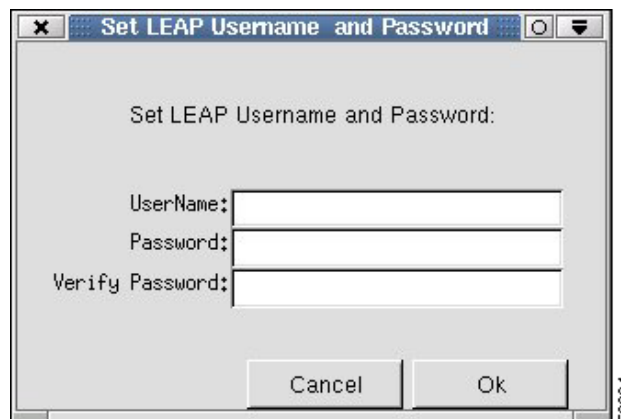 Set LEAP Username and Password
Set LEAP Username and Password:
UserName:
Password:
Verify Password:
Cancel
Ok